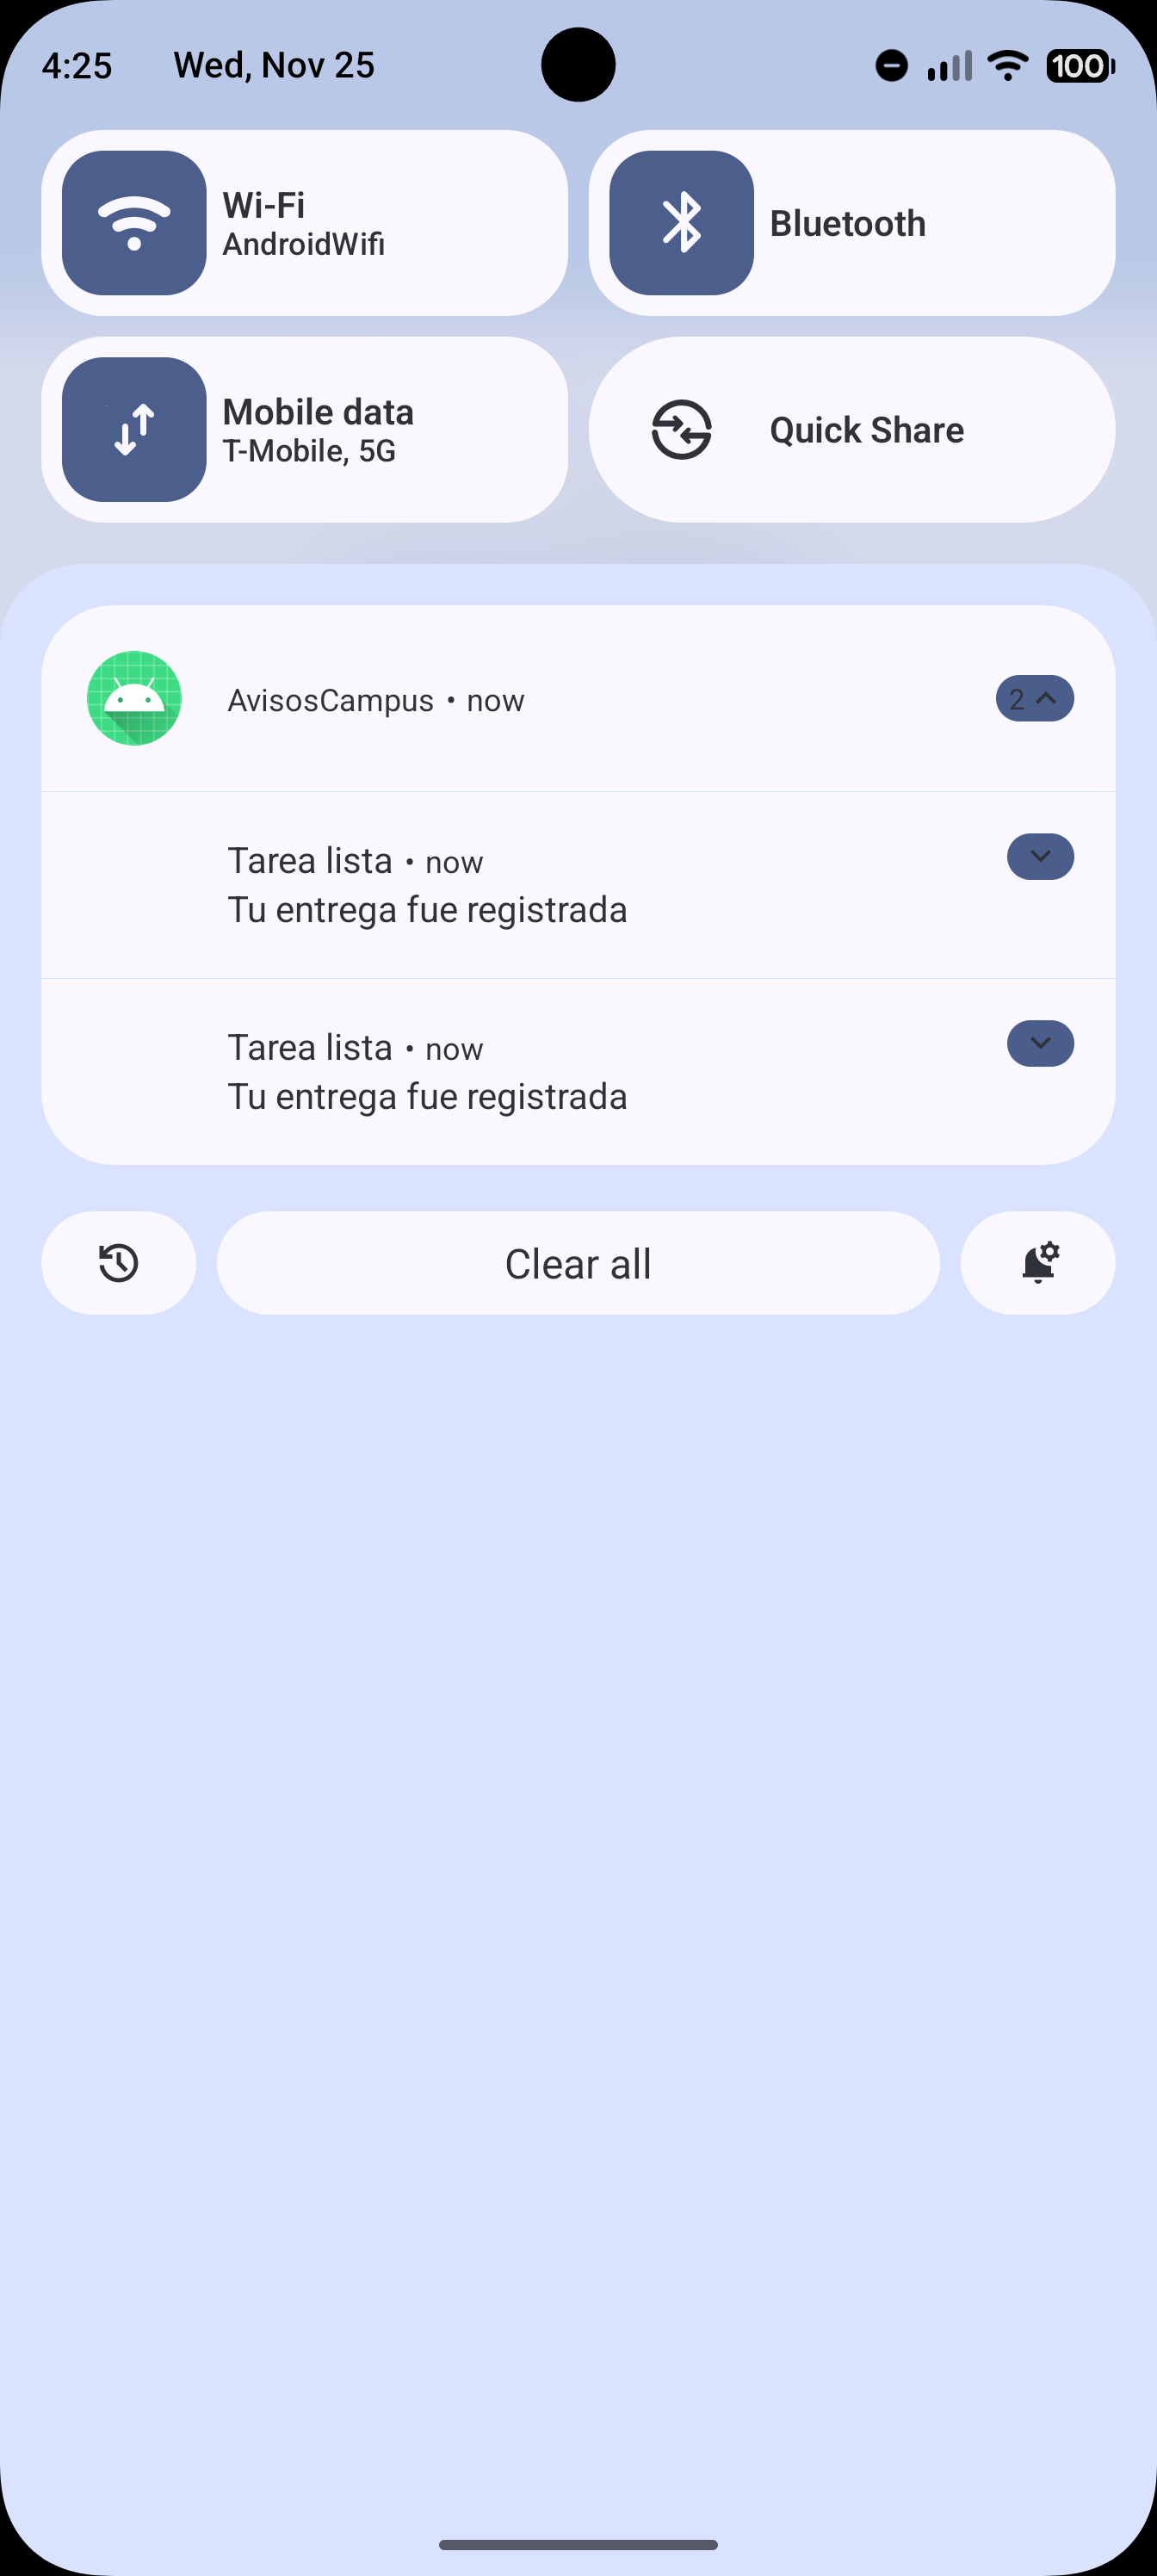 4:25 Wed, Nov 25 100
Wi-Fi
AndroidWifi
Bluetooth
Mobile data
T-Mobile, 5G
Quick Share
AvisosCampus • now 2
Tarea lista • now
Tu entrega fue registrada
Tarea lista • now
Tu entrega fue registrada
Clear all